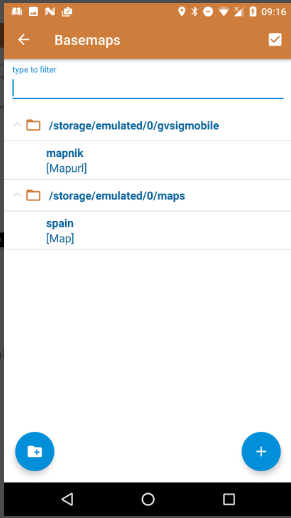 09:16
Basemaps
type to filter
/storage/emulated/0/gvsigmobile
mapnik
[Mapurl]
/storage/emulated/0/maps
spain
[Map]